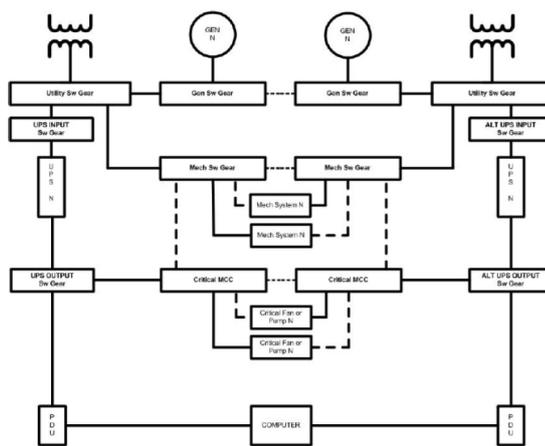 GEN
N
GEN
N
Utility Sw Gear
Gen Sw Gear
Gen Sw Gear
Utility Sw Gear
UPS INPUT
Sw Gear
ALT UPS INPUT
Sw Gear
Mech Sw Gear
Mech Sw Gear
U
P
S
N
U
P
S
N
Mech System N
Mech System N
UPS OUTPUT
Sw Gear
Critical MCC
Critical MCC
ALT UPS OUTPUT
Sw Gear
Critical Fan or
Pump N
Critical Fan or
Pump N
P
D
U
COMPUTER
P
D
U